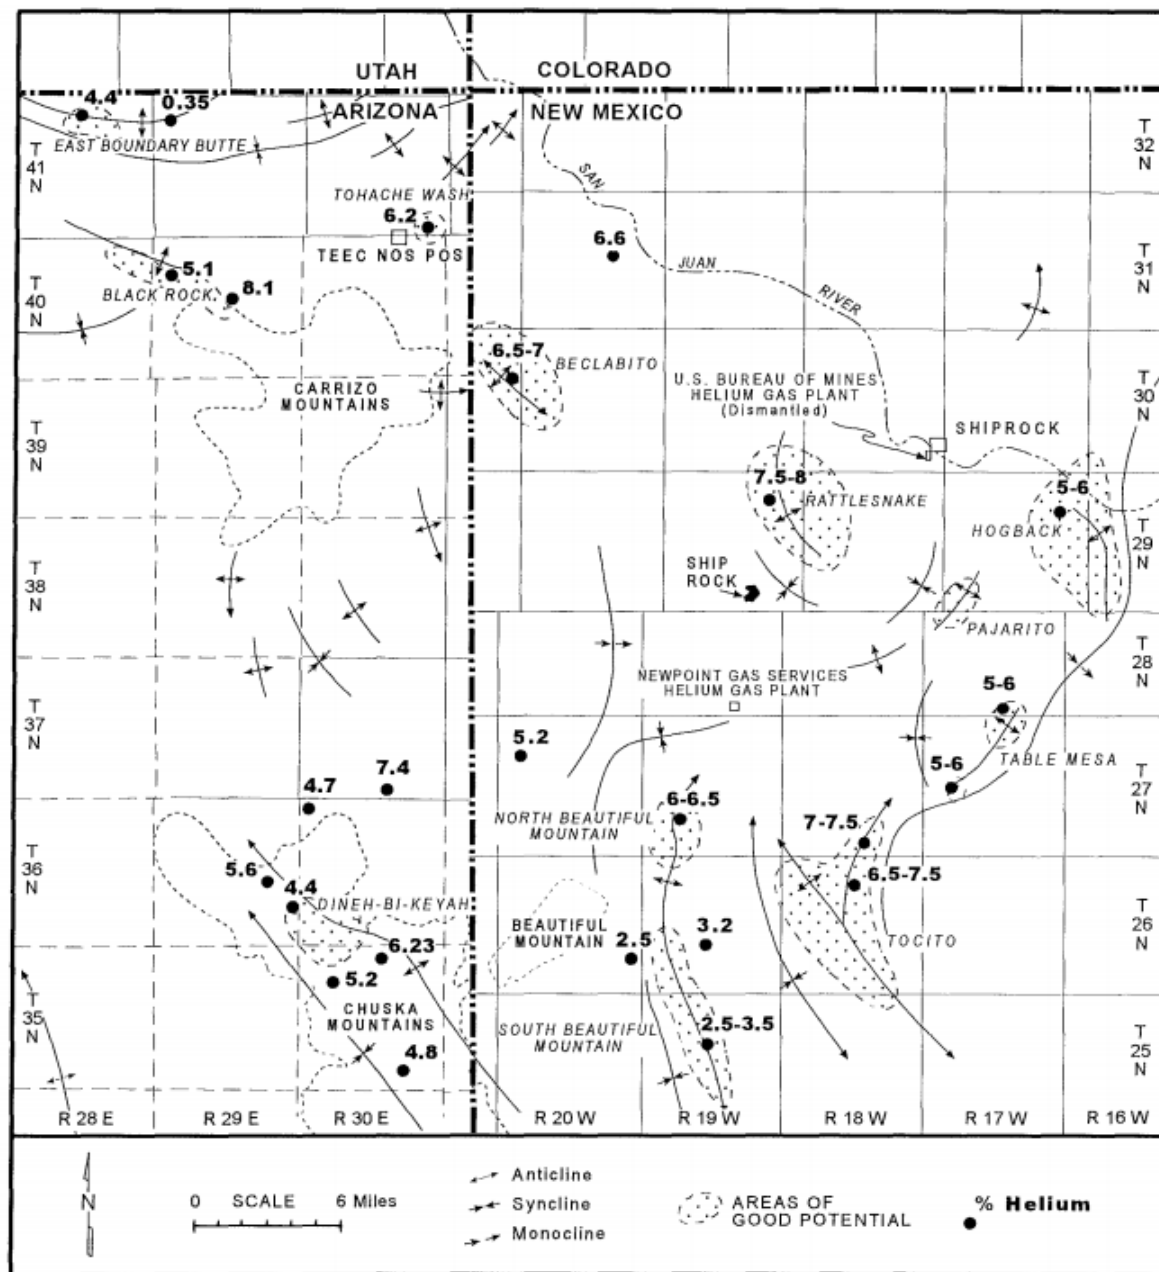 UTAH
COLORADO
ARIZONA
NEW MEXICO
4.4
0.35
EAST BOUNDARY BUTTE
T
41
N
T
32
N
SAN
TOHACHE WASH
6.2
TEEC NOS POS
6.6
JUAN
RIVER
T
31
N
5.1
BLACK ROCK
8.1
T
40
N
6.5-7
BECLABITO
CARRIZO
MOUNTAINS
U.S. BUREAU OF MINES
HELIUM GAS PLANT
(Dismantled)
T
30
N
SHIPROCK
T
39
N
7.5-8
RATTLESNAKE
5-6
HOGBACK
T
29
N
SHIP
ROCK
T
38
N
PAJARITO
T
28
N
NEWPOINT GAS SERVICES
HELIUM GAS PLANT
5-6
TABLE MESA
T
37
N
5.2
7.4
4.7
5-6
T
27
N
NORTH BEAUTIFUL
MOUNTAIN
6-6.5
7-7.5
6.5-7.5
T
36
N
5.6
4.4
DINEH-BI-KEYAH
BEAUTIFUL
MOUNTAIN
2.5
3.2
TOCITO
T
26
N
6.23
5.2
CHUSKA
MOUNTAINS
SOUTH BEAUTIFUL
MOUNTAIN
2.5-3.5
T
35
N
4.8
T
25
N
R 28 E
R 29 E
R 30 E
R 20 W
R 19 W
R 18 W
R 17 W
R 16 W
N
0 SCALE 6 Miles
Anticline
Syncline
Monocline
AREAS OF
GOOD POTENTIAL
% Helium